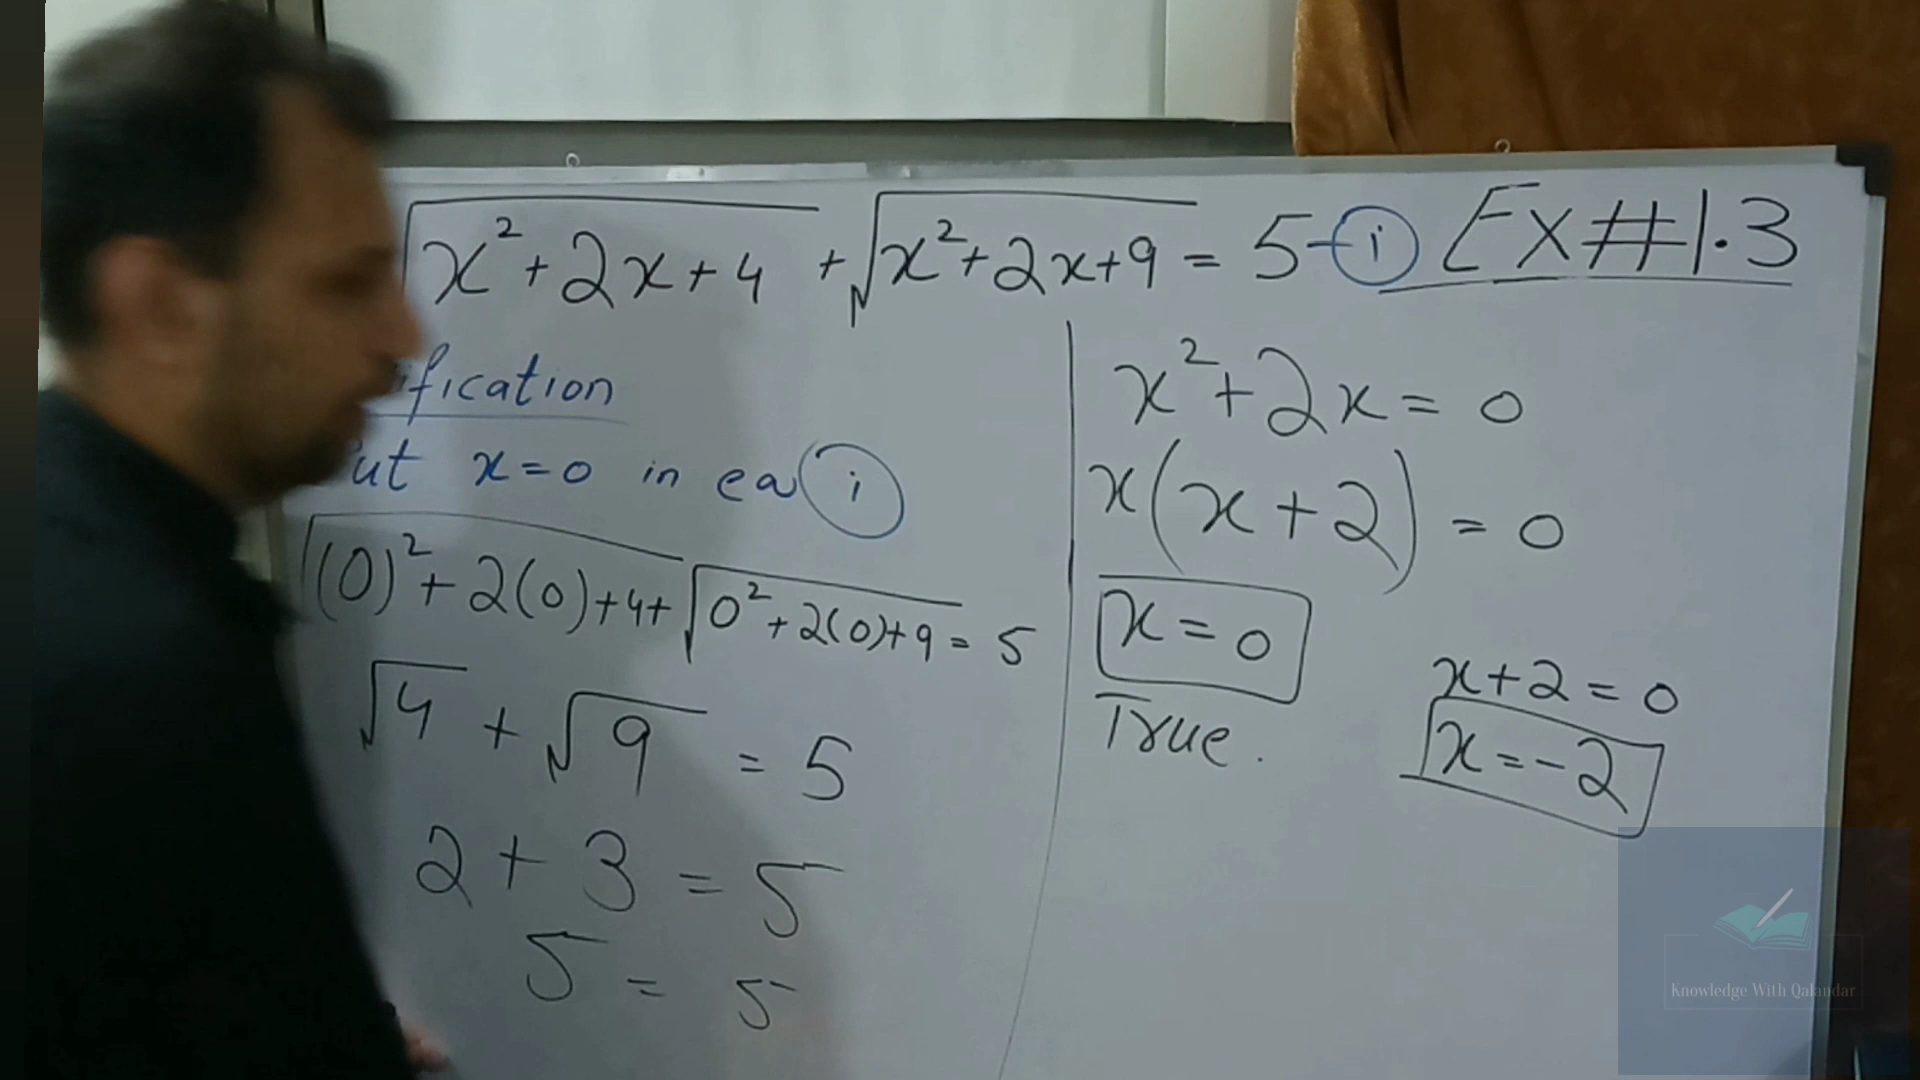 √x²+2x+4 + √x²+2x+9 = 5 - i Ex#1.3
ification
ut x=0 in eq i
√(0)²+2(0)+4+√0²+2(0)+9 = 5
√4 + √9 = 5
2+3 = 5
5 = 5
x²+2x = 0
x(x+2) = 0
x = 0
True.
x+2 = 0
x = -2
Knowledge With Qalandar